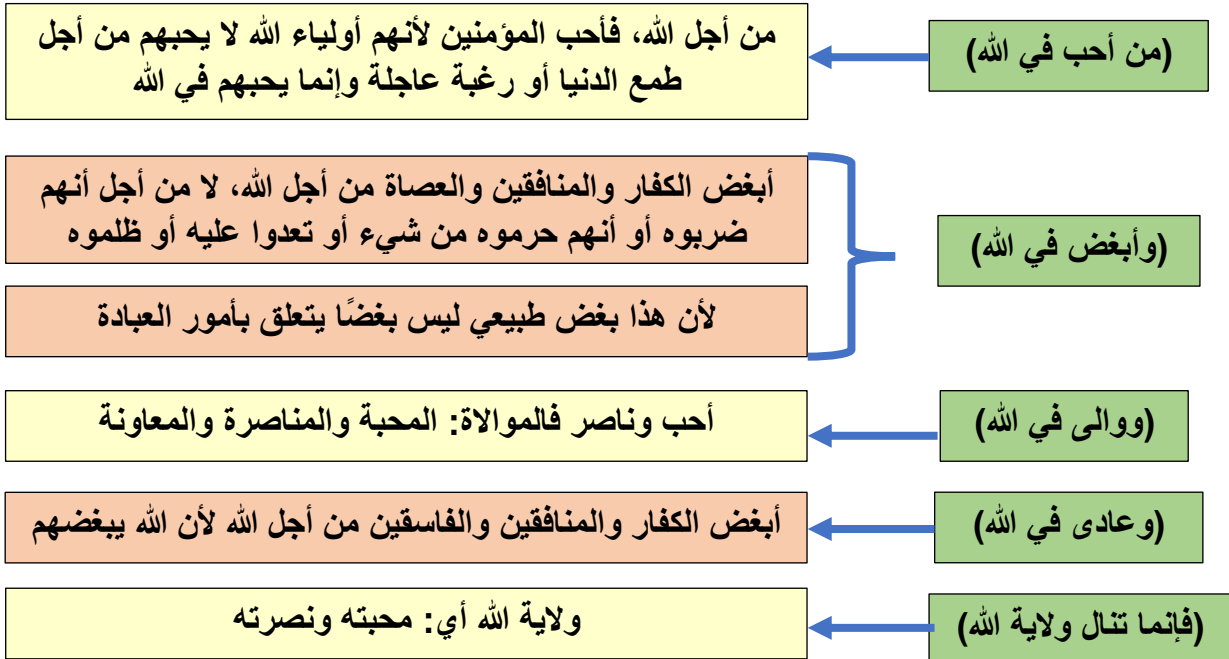 (من أحب في الله)
من أجل الله، فأحب المؤمنين لأنهم أولياء الله لا يحبهم من أجل
طمع الدنيا أو رغبة عاجلة وإنما يحبهم في الله
(وأبغض في الله)
أبغض الكفار والمنافقين والعصاة من أجل الله، لا من أجل أنهم
ضربوه أو أنهم حرموه من شيء أو تعدوا عليه أو ظلموه
لأن هذا بغض طبيعي ليس بغضًا يتعلق بأمور العبادة
(ووالى في الله)
أحب وناصر فالموالاة: المحبة والمناصرة والمعاونة
(وعادى في الله)
أبغض الكفار والمنافقين والفاسقين من أجل الله لأن الله يبغضهم
(فإنما تنال ولاية الله)
ولاية الله أي: محبته ونصرته